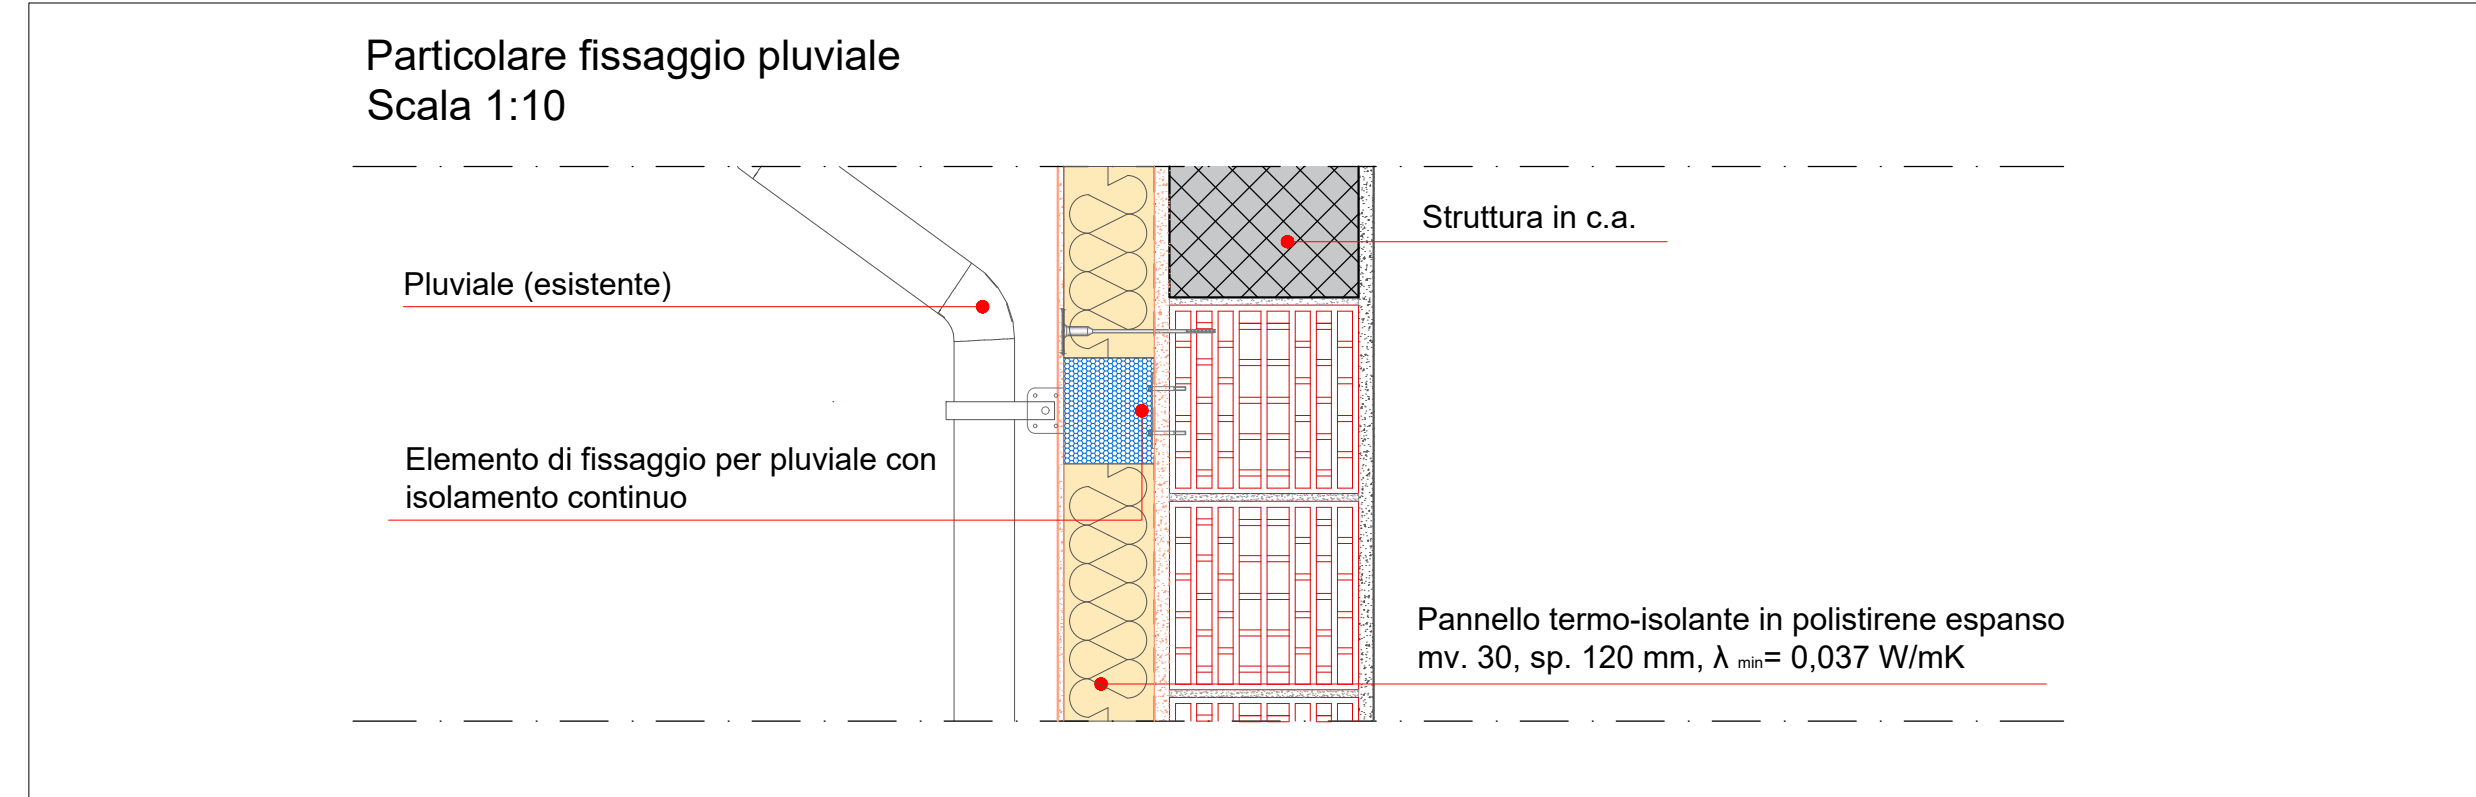 Particolare fissaggio pluviale
Scala 1:10
Struttura in c.a.
Pluviale (esistente)
Elemento di fissaggio per pluviale con
isolamento continuo
Pannello termo-isolante in polistirene espanso
mv. 30, sp. 120 mm, λ min= 0,037 W/mK